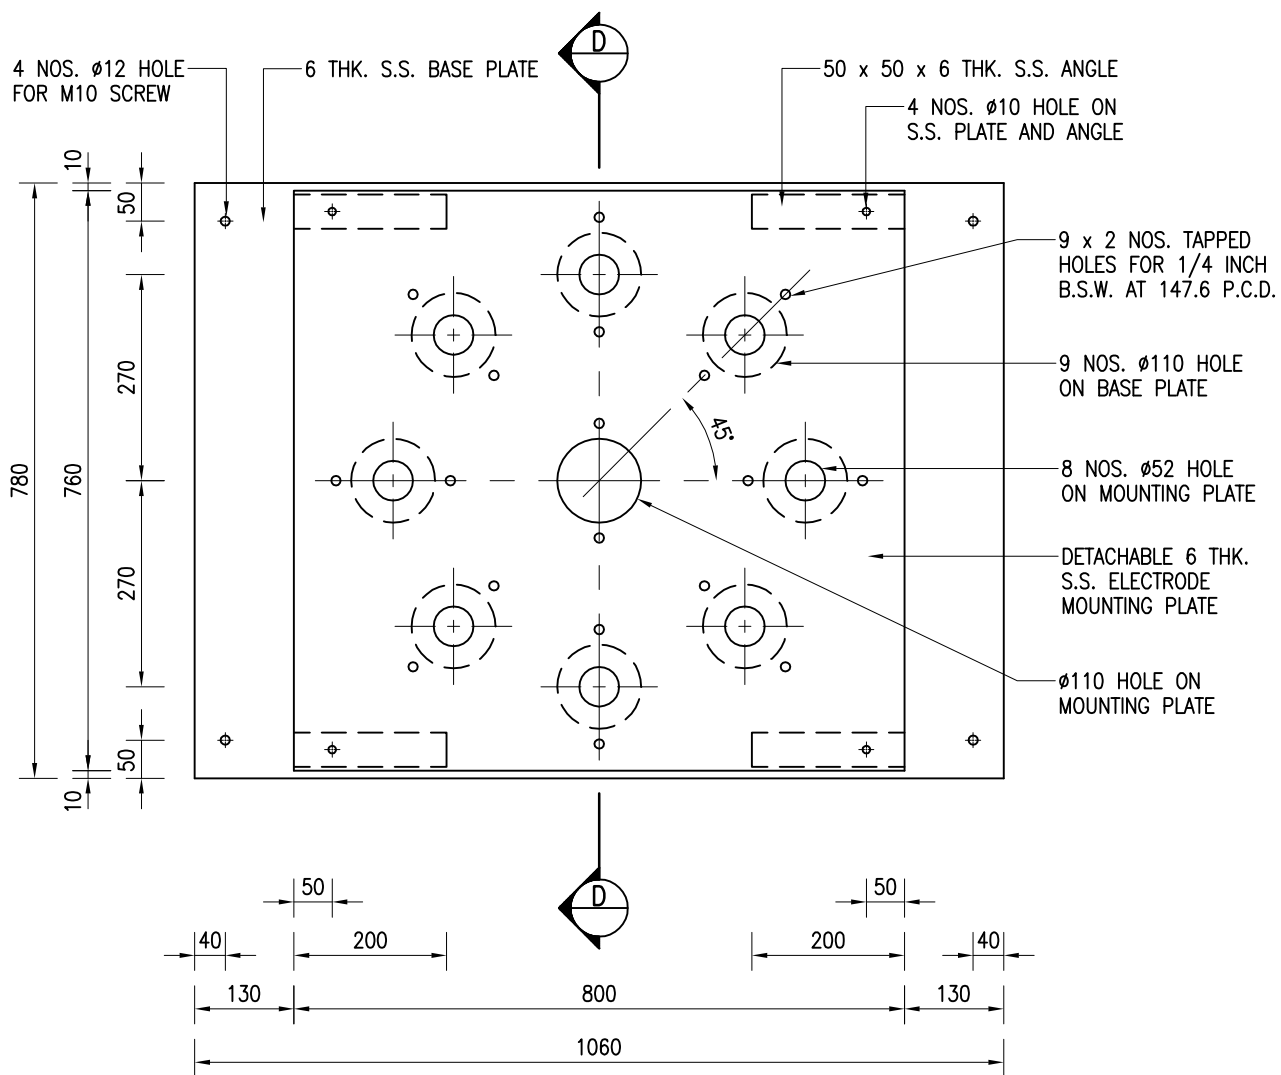 D
4 NOS. ø12 HOLE
FOR M10 SCREW
6 THK. S.S. BASE PLATE
50 x 50 x 6 THK. S.S. ANGLE
4 NOS. ø10 HOLE ON
S.S. PLATE AND ANGLE
10
50
9 x 2 NOS. TAPPED
HOLES FOR 1/4 INCH
B.S.W. AT 147.6 P.C.D.
270
9 NOS. ø110 HOLE
ON BASE PLATE
45°
780
760
8 NOS. ø52 HOLE
ON MOUNTING PLATE
270
DETACHABLE 6 THK.
S.S. ELECTRODE
MOUNTING PLATE
ø110 HOLE ON
MOUNTING PLATE
50
10
D
50
50
40
200
200
40
130
800
130
1060